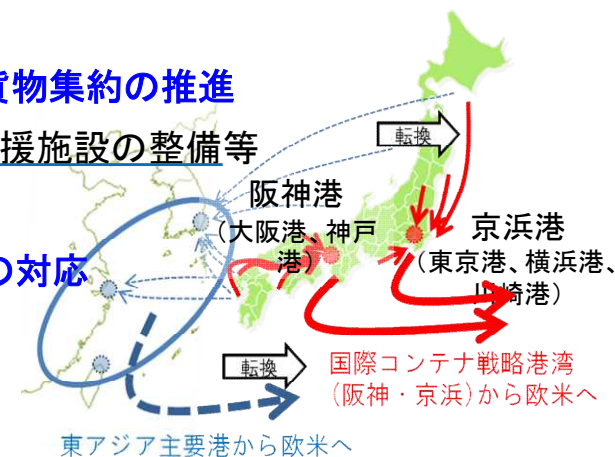 貨物集約の推進
援施設の整備等
の対応
転換
阪神港
(大阪港、神戸
港)
京浜港
(東京港、横浜港、
川崎港)
転換
国際コンテナ戦略港湾
(阪神・京浜)から欧米へ
東アジア主要港から欧米へ